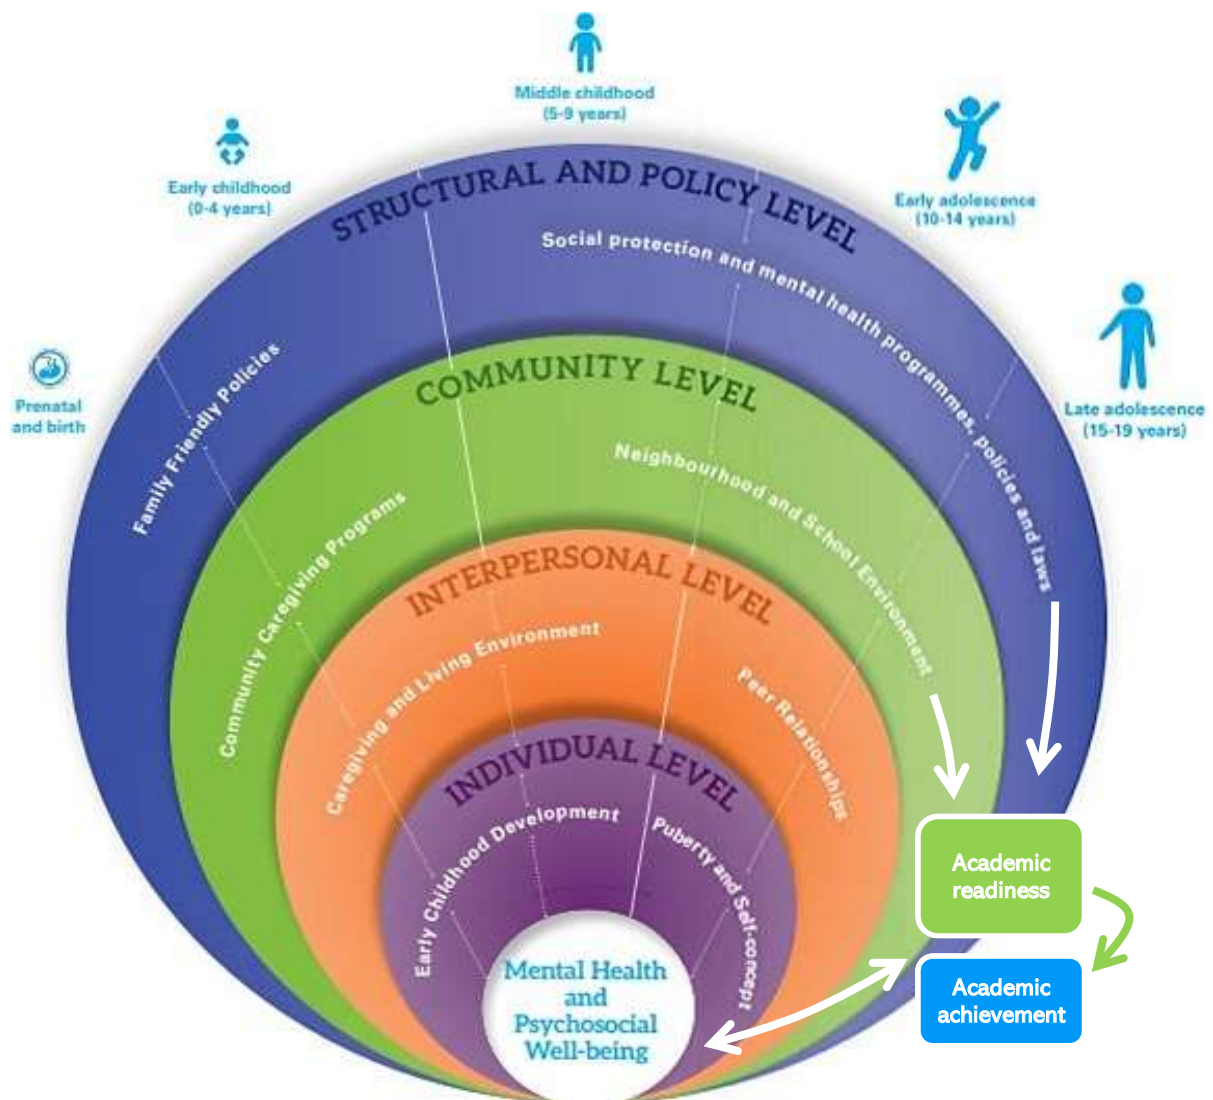 Middle childhood
(5-9 years)
Early childhood
(0-4 years)
Early adolescence
(10-14 years)
Prenatal
and birth
Late adolescence
(15-19 years)
STRUCTURAL AND POLICY LEVEL
Social protection and mental health programmes, policies and laws
Family Friendly Policies
COMMUNITY LEVEL
Neighbourhood and School Environment
Community Caregiving Programs
INTERPERSONAL LEVEL
Caregiving and Living Environment
Peer Relationships
INDIVIDUAL LEVEL
Early Childhood Development
Puberty and Self-concept
Mental Health
and
Psychosocial
Well-being
Academic
readiness
Academic
achievement